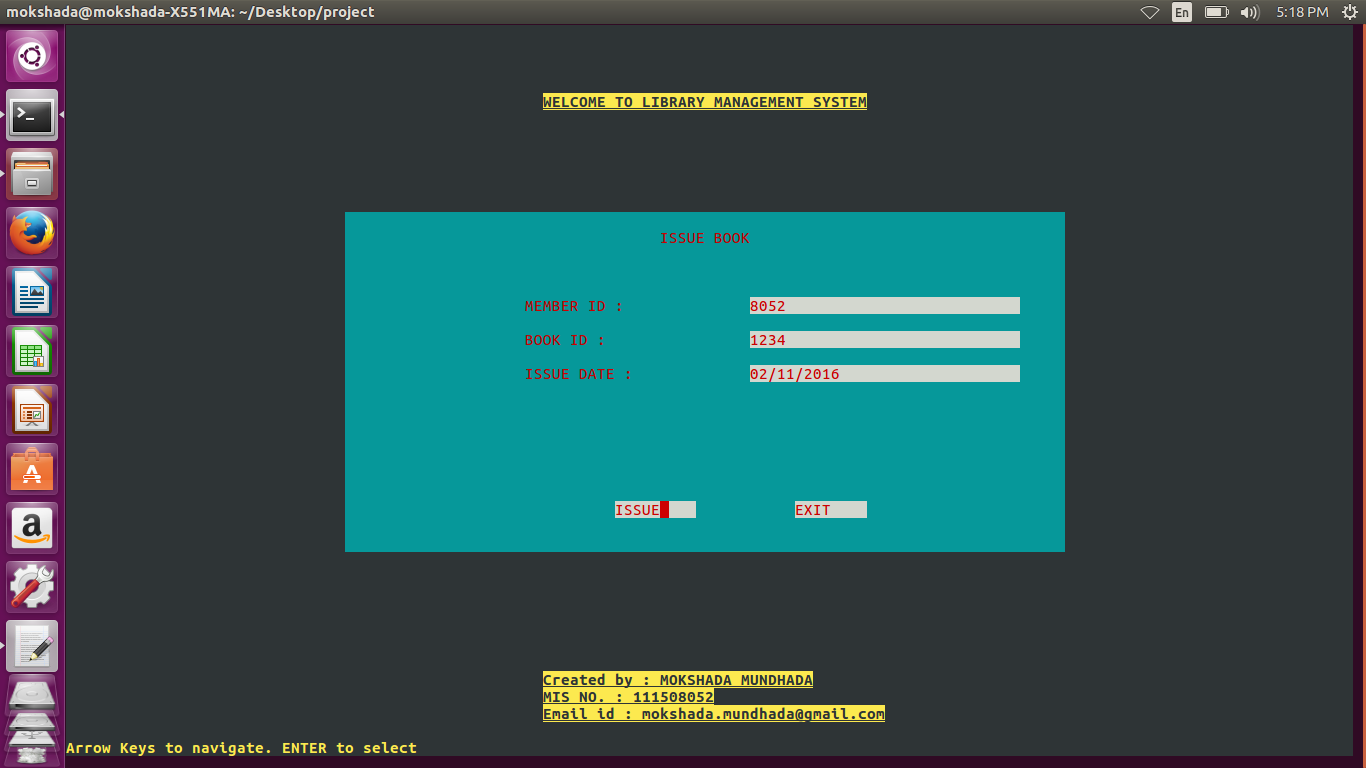 mokshada@mokshada-X551MA: ~/Desktop/project
En
5:18 PM
WELCOME TO LIBRARY MANAGEMENT SYSTEM
ISSUE BOOK
MEMBER ID : 8052
BOOK ID : 1234
ISSUE DATE : 02/11/2016
ISSUE EXIT
Created by : MOKSHADA MUNDHADA
MIS NO. : 111508052
Email id : mokshada.mundhada@gmail.com
Arrow Keys to navigate. ENTER to select